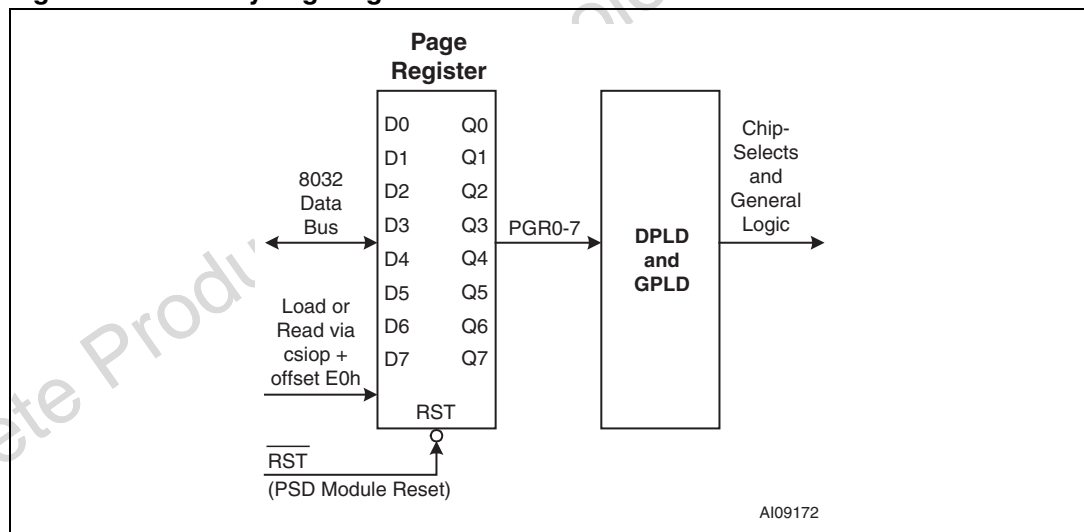 Page
Register
D0 Q0
D1 Q1
D2 Q2
D3 Q3
D4 Q4
D5 Q5
D6 Q6
D7 Q7
RST
8032
Data
Bus
Load or
Read via
csiop +
offset E0h
RST
(PSD Module Reset)
PGR0-7
DPLD
and
GPLD
Chip-
Selects
and
General
Logic
AI09172